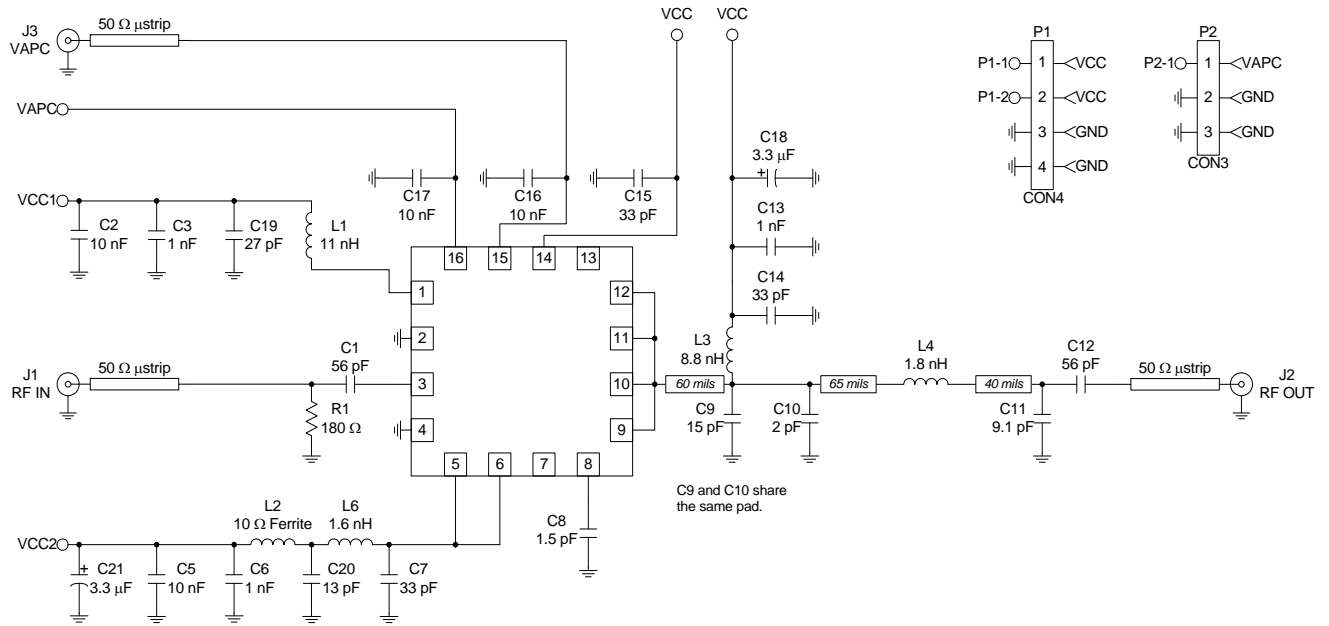 J3
VAPC
50 Ω µstrip
VCC
VCC
P1
P1-1
1
VCC
P1-2
2
VCC
3
GND
4
GND
CON4
P2
P2-1
1
VAPC
2
GND
3
GND
CON3
VAPC
C17
10 nF
C16
10 nF
C15
33 pF
C18
+
3.3 µF
C13
1 nF
C14
33 pF
VCC1
C2
10 nF
C3
1 nF
C19
27 pF
L1
11 nH
16
15
14
13
1
2
3
4
12
11
10
9
5
6
7
8
J1
RF IN
50 Ω µstrip
C1
56 pF
R1
180 Ω
L3
8.8 nH
60 mils
C9
15 pF
C10
2 pF
65 mils
L4
1.8 nH
40 mils
C11
9.1 pF
C12
56 pF
50 Ω µstrip
J2
RF OUT
C9 and C10 share
the same pad.
VCC2
+
C21
3.3 µF
C5
10 nF
C6
1 nF
L2
10 Ω Ferrite
L6
1.6 nH
C20
13 pF
C7
33 pF
C8
1.5 pF